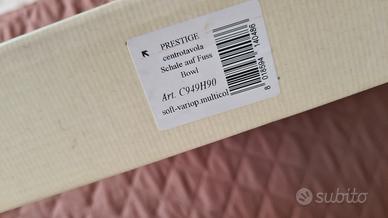 PRESTIGE
centrotavola
Schale auf Fuss
Bowl
Art. C949H90
soft-variop.multicol
8 018594 140486
subito